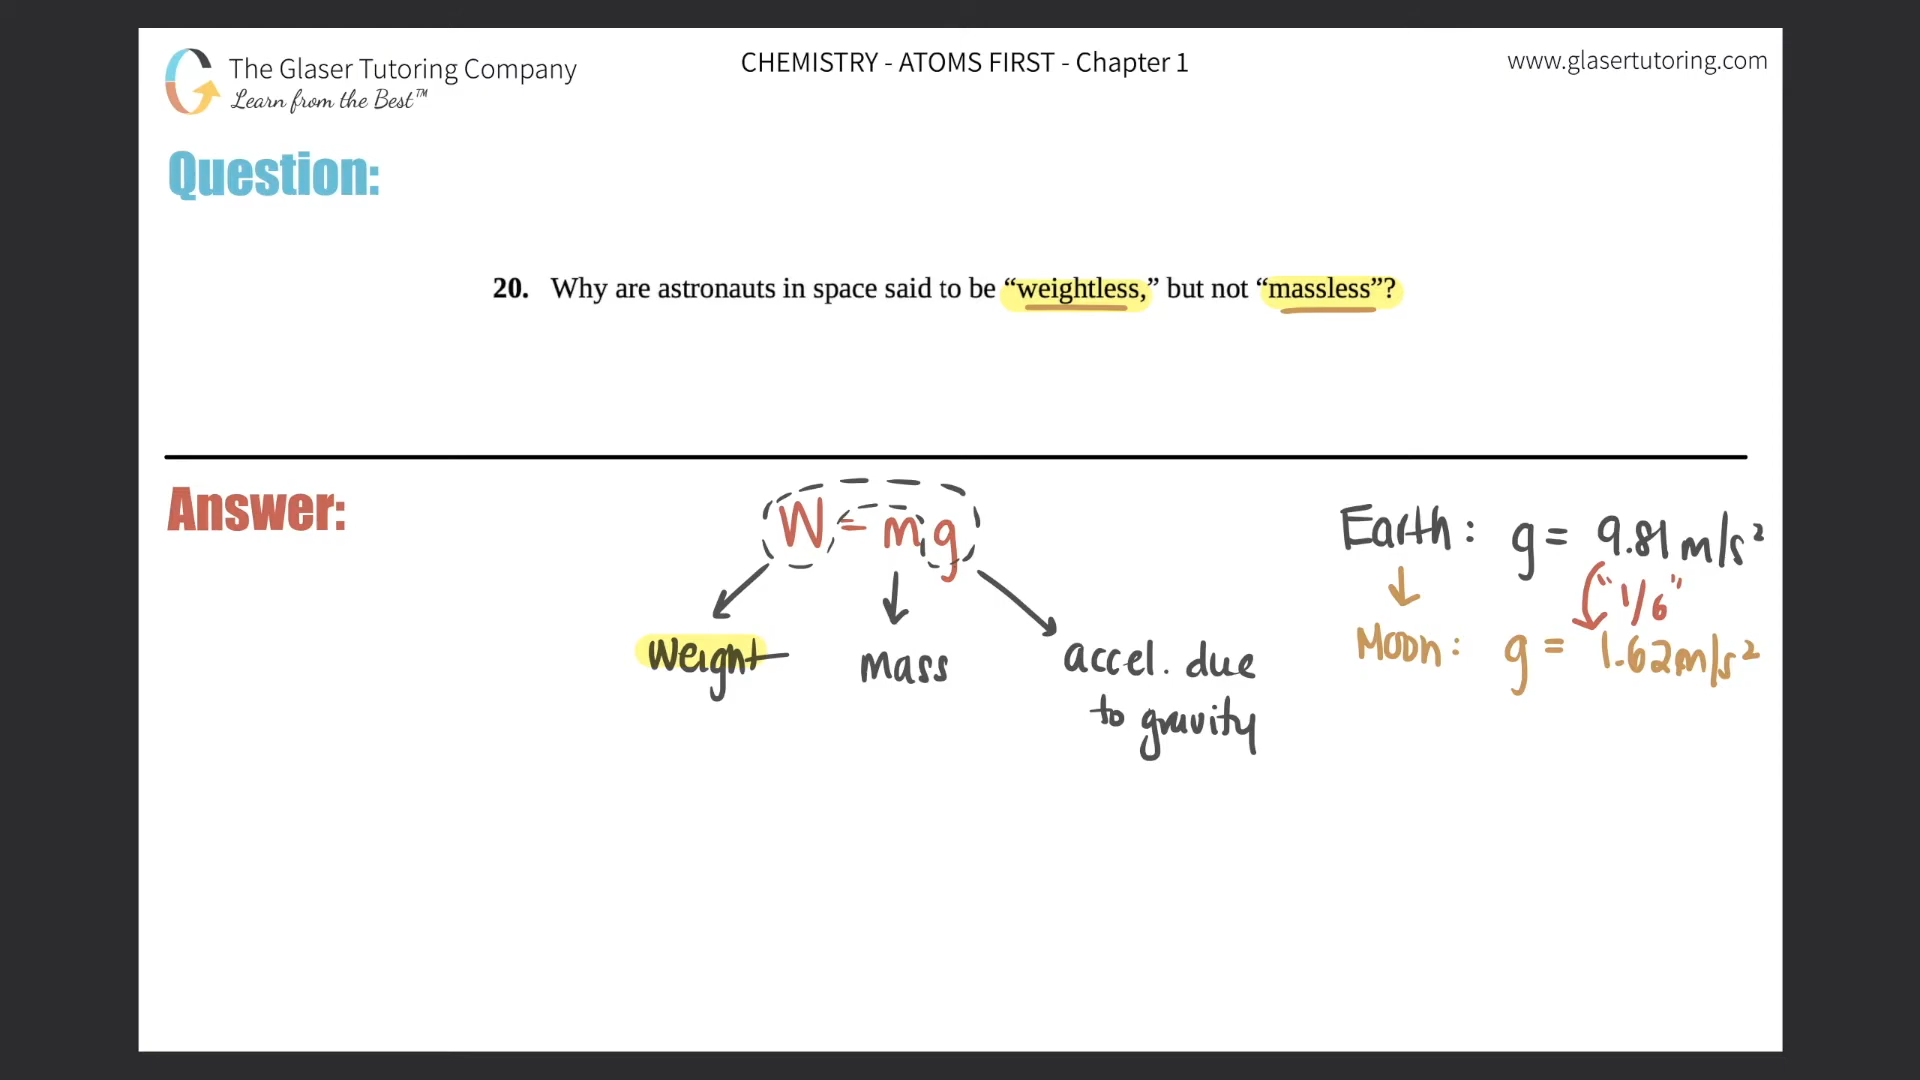 The Glaser Tutoring Company
Learn from the Best™
CHEMISTRY - ATOMS FIRST - Chapter 1
www.glasertutoring.com
Question:
20. Why are astronauts in space said to be “weightless,” but not “massless”?
Answer:
W = m g
Weight
mass
accel. due
to gravity
Earth: g = 9.81 m/s²
"1/6"
Moon: g = 1.62 m/s²